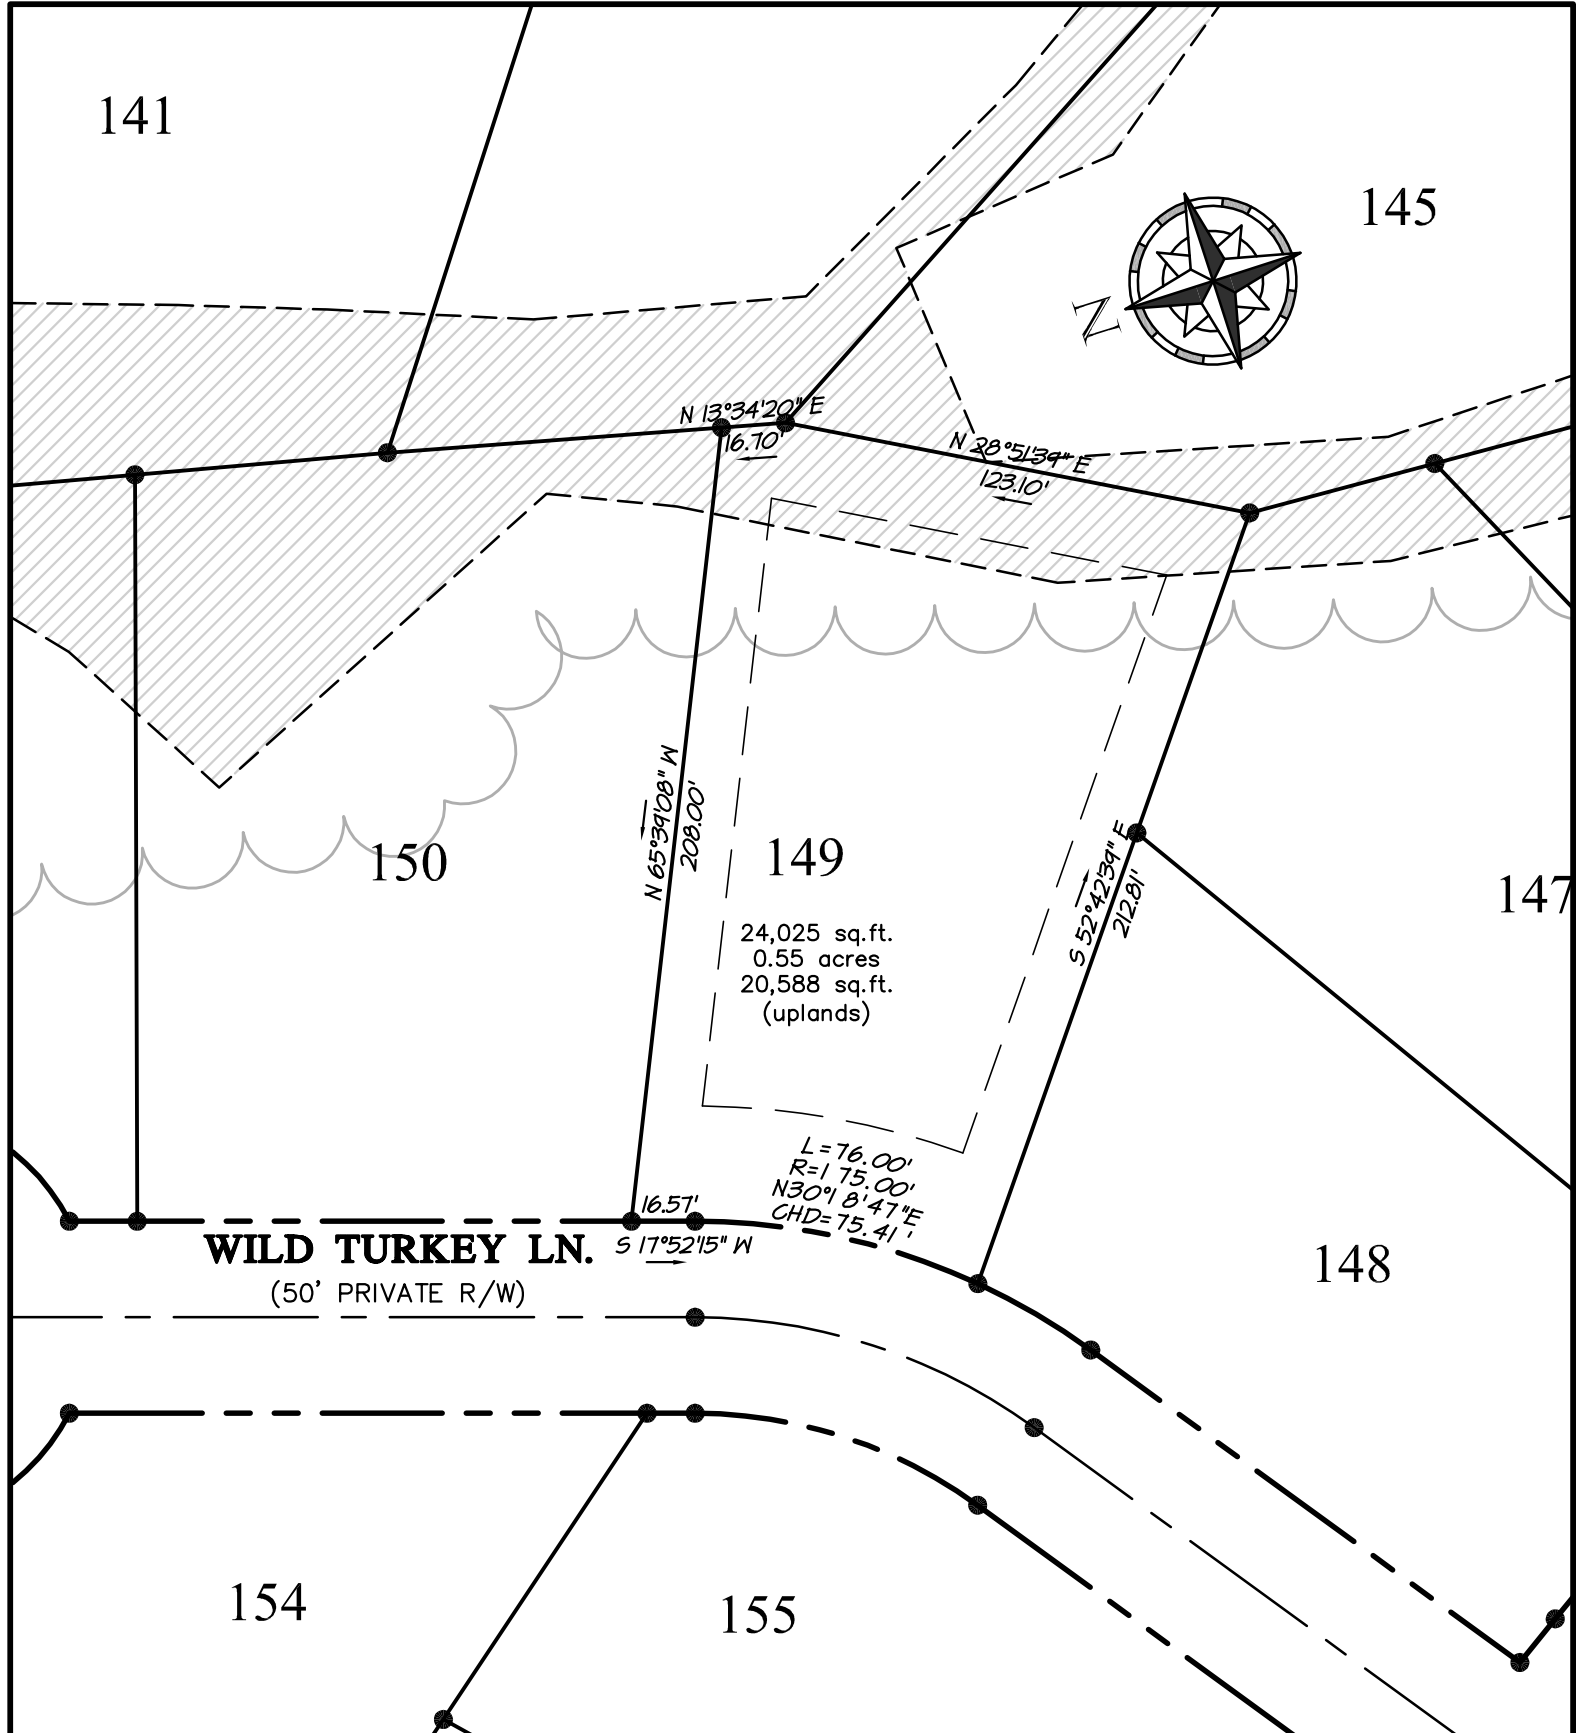 141
145
N
N 13°34'20" E
16.70'
N 28°51'39" E
123.10'
N 65°39'08" W
208.00'
150
149
24,025 sq.ft.
0.55 acres
20,588 sq.ft.
(uplands)
S 52°42'39" E
212.81'
147
L=76.00'
R=175.00'
N30°18'47"E
CHD=75.41'
16.57'
S 17°52'15" W
WILD TURKEY LN.
(50' PRIVATE R/W)
148
154
155